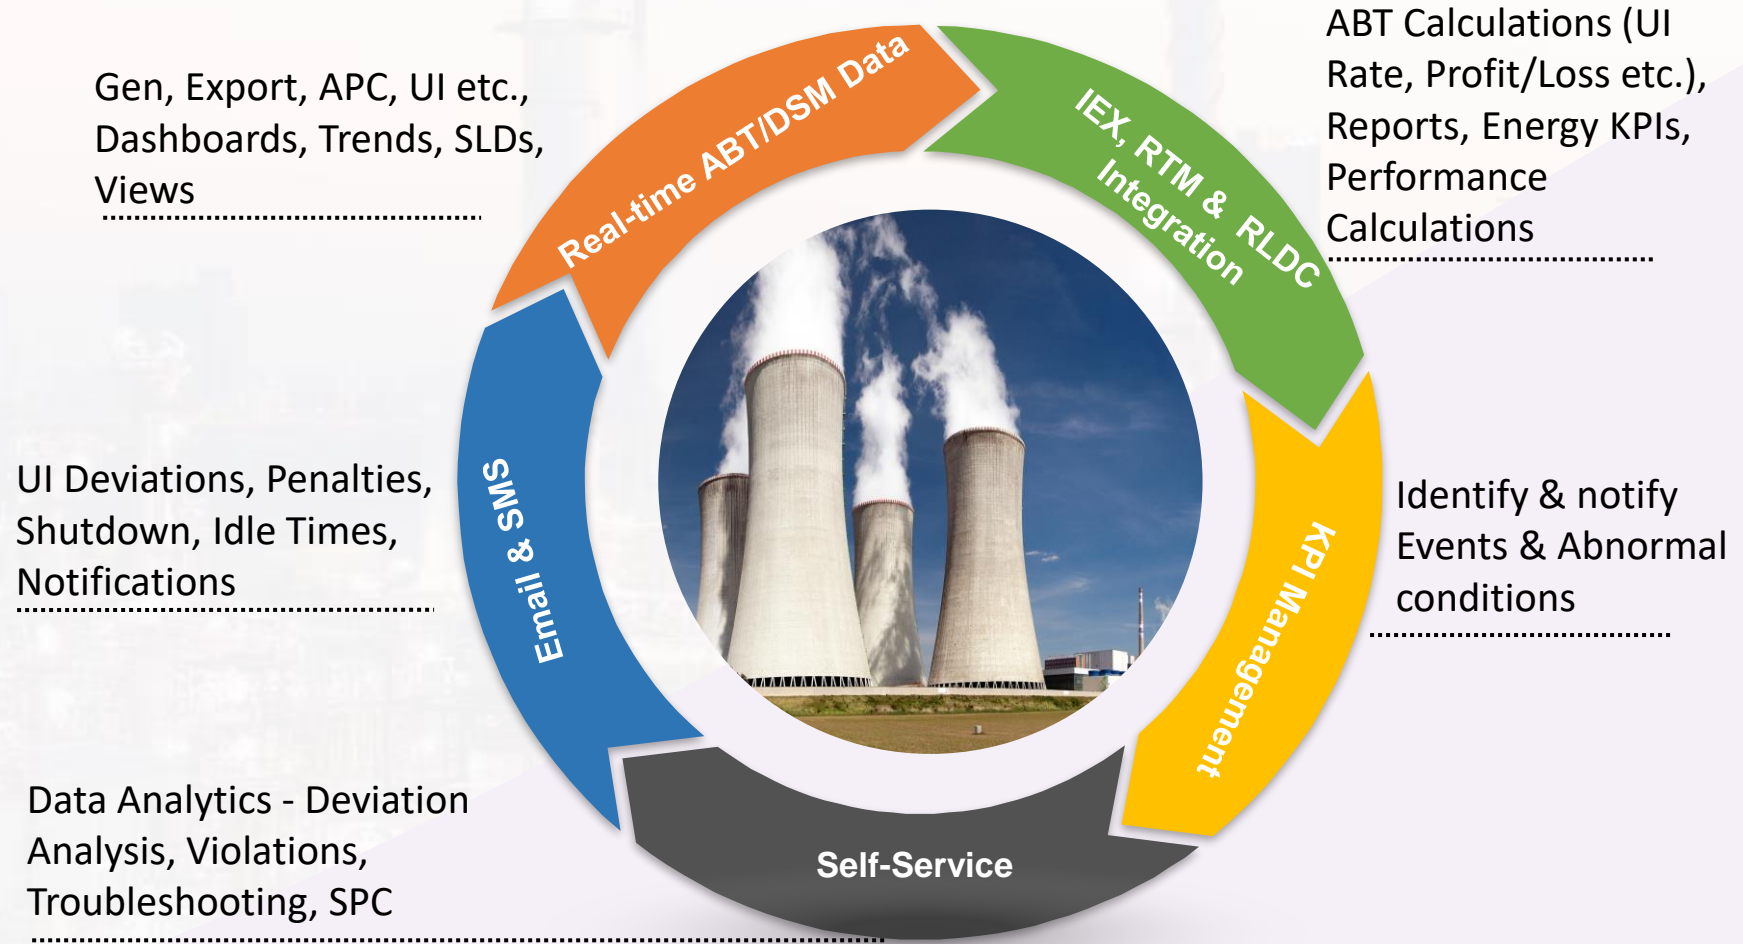 Gen, Export, APC, UI etc.,
Dashboards, Trends, SLDs,
Views
Real-time ABT/DSM Data
IEX, RTM & RLDC
Integration
ABT Calculations (UI
Rate, Profit/Loss etc.),
Reports, Energy KPIs,
Performance
Calculations
UI Deviations, Penalties,
Shutdown, Idle Times,
Notifications
Email & SMS
KPI Management
Identify & notify
Events & Abnormal
conditions
Data Analytics - Deviation
Analysis, Violations,
Troubleshooting, SPC
Self-Service